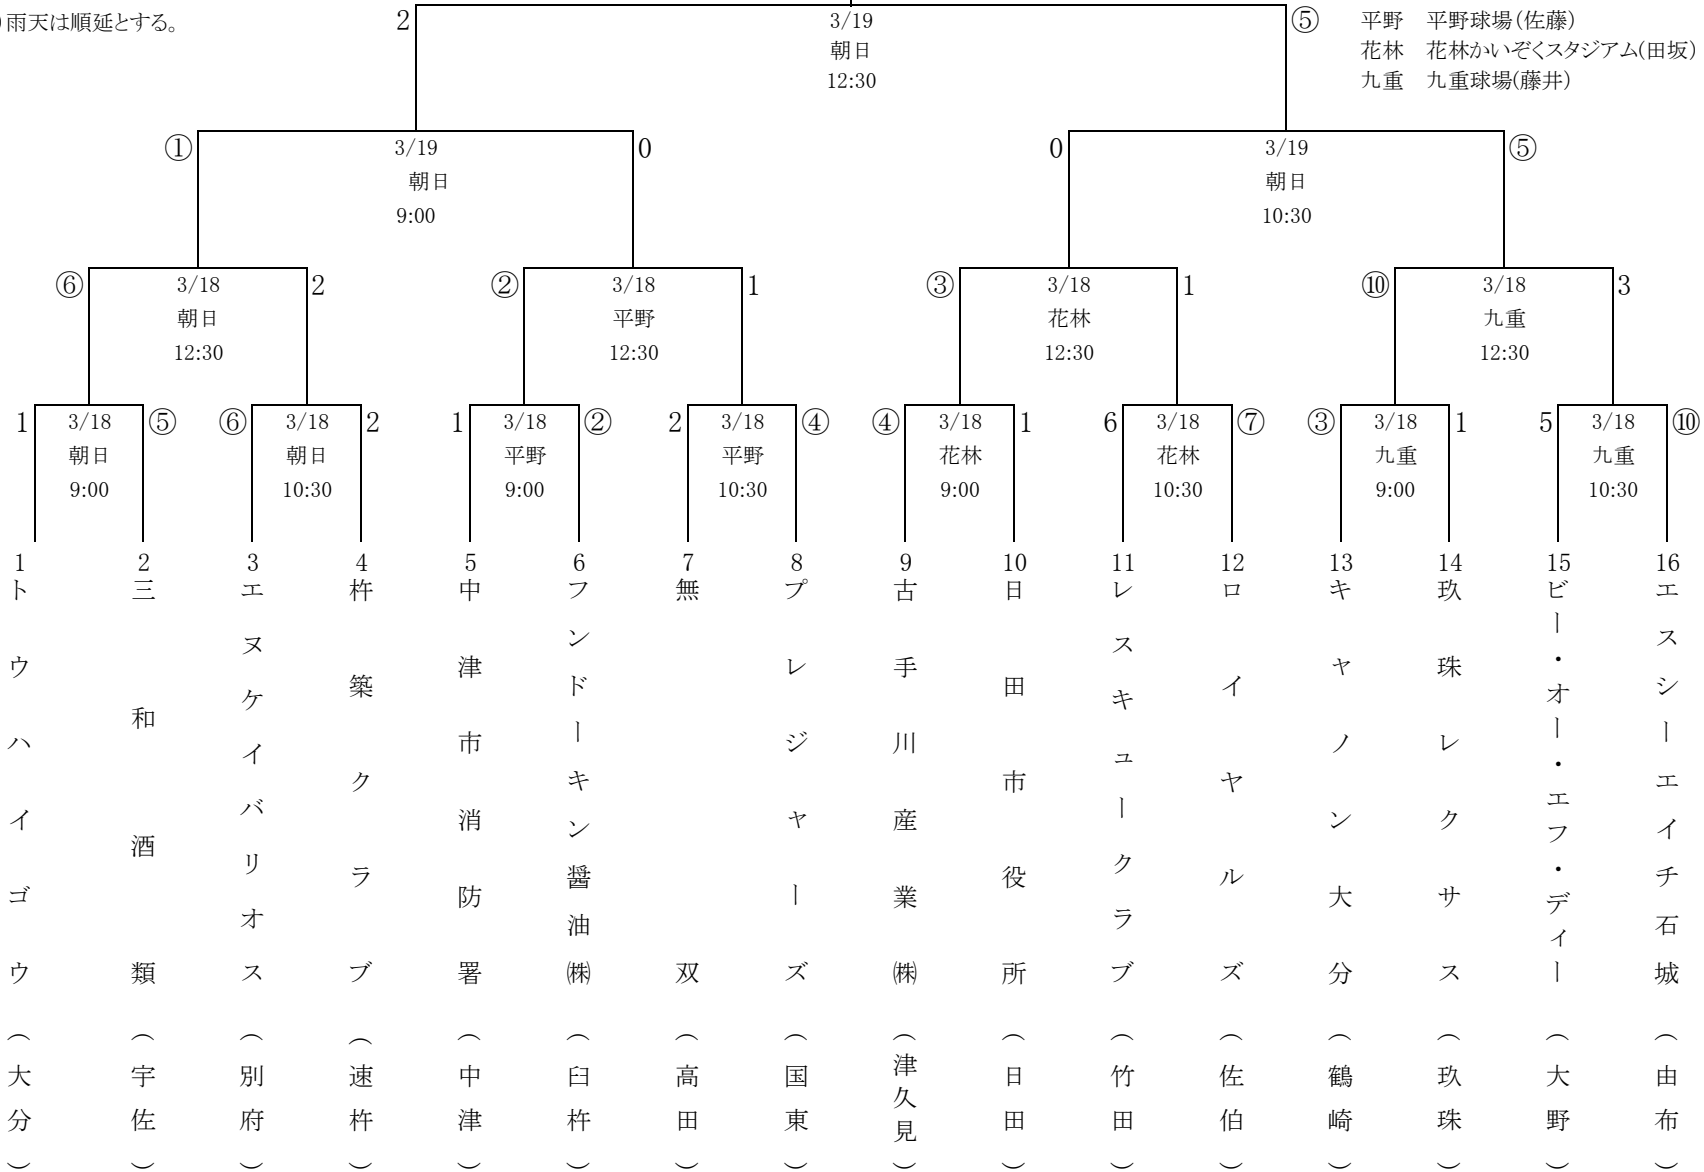 )雨天は順延とする。
平野 平野球場(佐藤)
花林 花林かいぞくスタジアム(田坂)
九重 九重球場(藤井)
2 3/19 ⑤
朝日
12:30
① 3/19 0
朝日
9:00
0 3/19 ⑤
朝日
10:30
⑥ 3/18 2
朝日
12:30
② 3/18 1
平野
12:30
③ 3/18 1
花林
12:30
⑩ 3/18 3
九重
12:30
1 3/18 ⑤
朝日
9:00
⑥ 3/18 2
朝日
10:30
1 3/18 ②
平野
9:00
2 3/18 ④
平野
10:30
④ 3/18 1
花林
9:00
6 3/18 ⑦
花林
10:30
③ 3/18 1
九重
9:00
5 3/18 ⑩
九重
10:30
1 トウハイゴウ(大分)
2 三和酒類(宇佐)
3 エヌケイバリオス(別府)
4 杵築クラブ(速杵)
5 中津市消防署(中津)
6 フンドーキン醤油㈱(臼杵)
7 無双(高田)
8 プレジャーズ(国東)
9 古手川産業㈱(津久見)
10 日田市役所(日田)
11 レスキュークラブ(竹田)
12 ロイヤルズ(佐伯)
13 キャノン大分(鶴崎)
14 玖珠レクサス(玖珠)
15 ビー・オー・エフ・ディー(大野)
16 エスシーエイチ石城(由布)